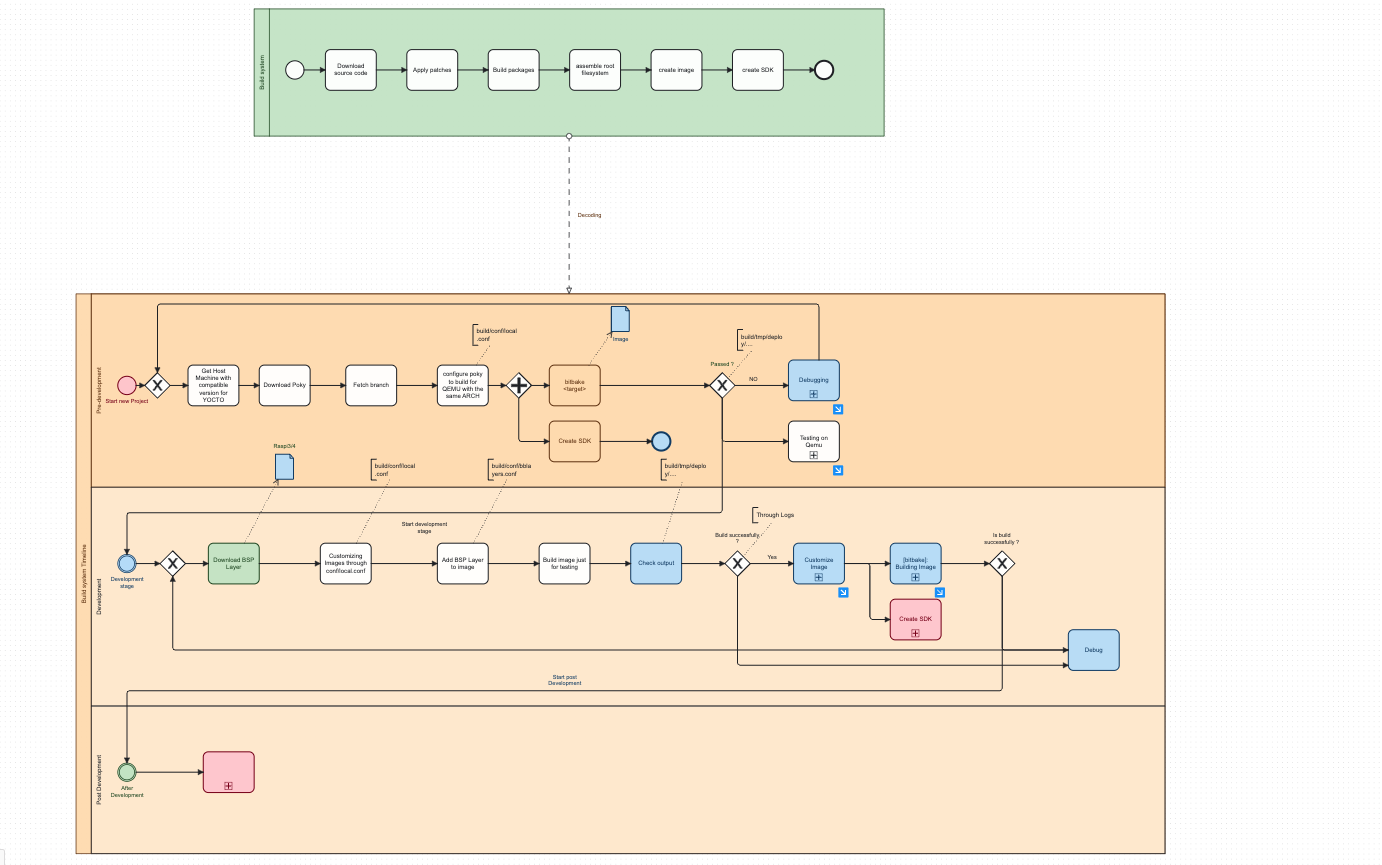 Build system
Download
source code
Apply patches
Build packages
assemble root
filesystem
create image
create SDK
Decoding
Build system Timeline
Pre-development
Start new Project
Get Host
Machine with
compatible
version for
YOCTO
Download Poky
Fetch branch
build/conf/local
.conf
configure poky
to build for
QEMU with the
same ARCH
image
bitbake
<target>
Create SDK
build/tmp/deplo
y/....
Passed ?
NO
Debugging
Testing on
Qemu
Development
Raspi3/4
build/conf/local
.conf
build/conf/bbla
yers.conf
build/tmp/deplo
y/....
Start development
stage
Through Logs
Development
stage
Download BSP
Layer
Customizing
Images through
conf/local.conf
Add BSP Layer
to image
Build image just
for testing
Check output
Build successfully
?
Yes
Customize
Image
[bitbake]:
Building Image
Is build
successfully ?
Create SDK
Debug
Start post
Development
Post Development
After
Development